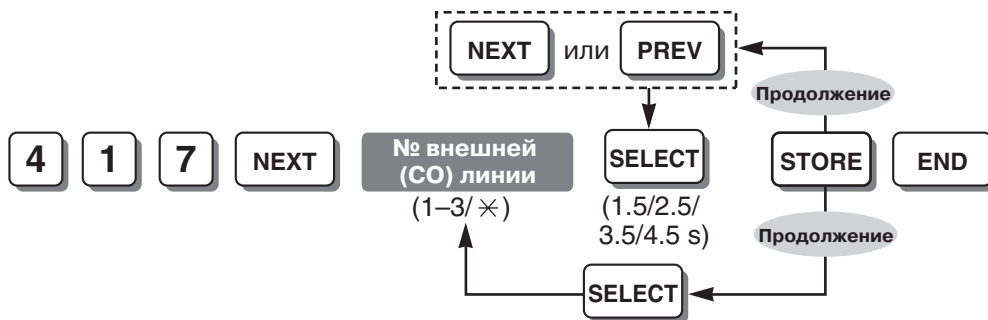 NEXT или PREV
Продолжение
4 1 7 NEXT № внешней (CO) линии SELECT STORE END
(1–3/✳) (1.5/2.5/ 3.5/4.5 s)
Продолжение
SELECT